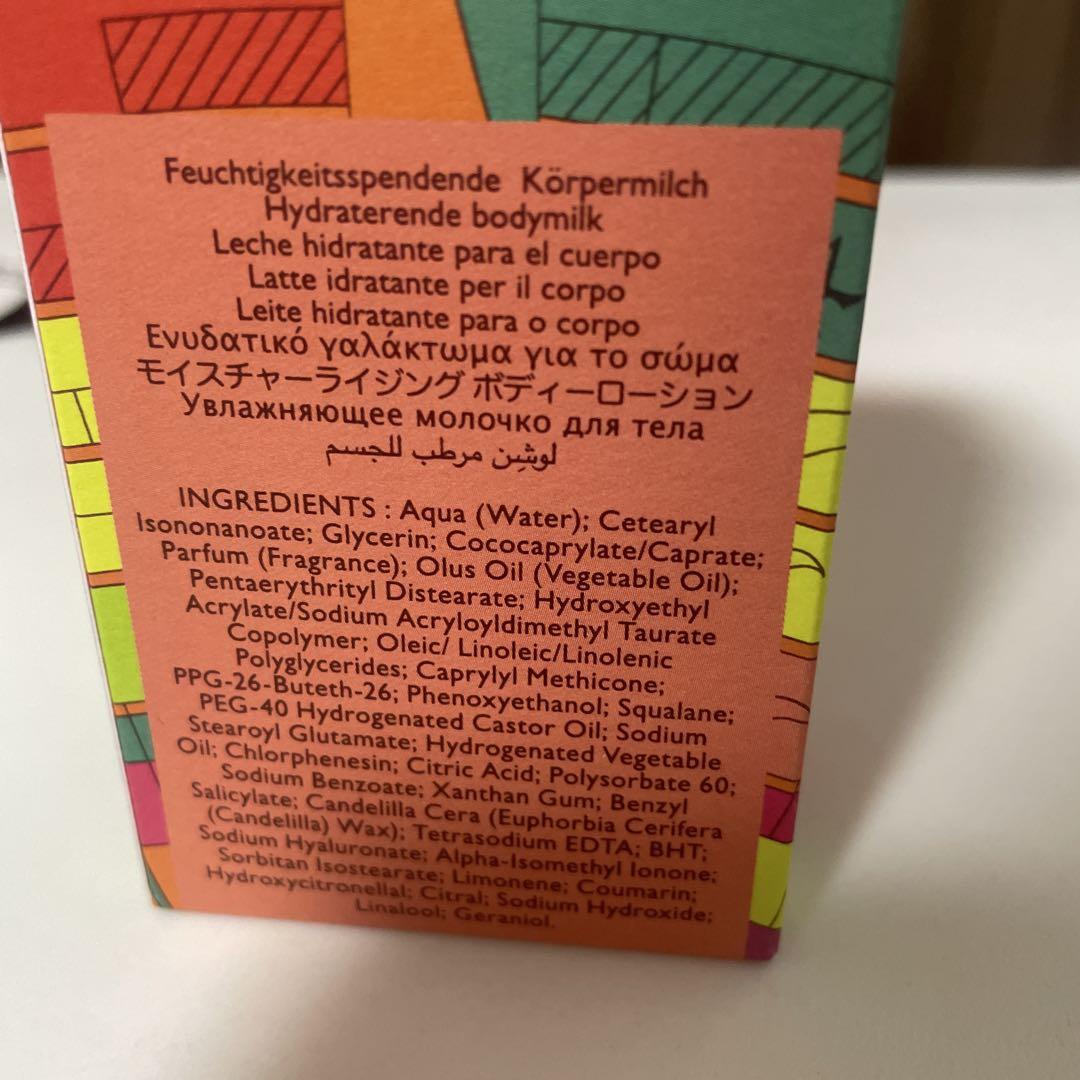 Feuchtigkeitsspendende Körpermilch
Hydraterende bodymilk
Leche hidratante para el cuerpo
Latte idratante per il corpo
Leite hidratante para o corpo
Ενυδατικό γαλάκτωμα για το σώμα
モイスチャーライジング ボディーローション
Увлажняющее молочко для тела
لوشِن مرطب للجسم
INGREDIENTS : Aqua (Water); Cetearyl
Isononanoate; Glycerin; Cococaprylate/Caprate;
Parfum (Fragrance); Olus Oil (Vegetable Oil);
Pentaerythrityl Distearate; Hydroxyethyl
Acrylate/Sodium Acryloyldimethyl Taurate
Copolymer; Oleic/ Linoleic/Linolenic
Polyglycerides; Caprylyl Methicone;
PPG-26-Buteth-26; Phenoxyethanol; Squalane;
PEG-40 Hydrogenated Castor Oil; Sodium
Stearoyl Glutamate; Hydrogenated Vegetable
Oil; Chlorphenesin; Citric Acid; Polysorbate 60;
Sodium Benzoate; Xanthan Gum; Benzyl
Salicylate; Candelilla Cera (Euphorbia Cerifera
(Candelilla) Wax); Tetrasodium EDTA; BHT;
Sodium Hyaluronate; Alpha-Isomethyl Ionone;
Sorbitan Isostearate; Limonene; Coumarin;
Hydroxycitronellal; Citral; Sodium Hydroxide;
Linalool; Geraniol.